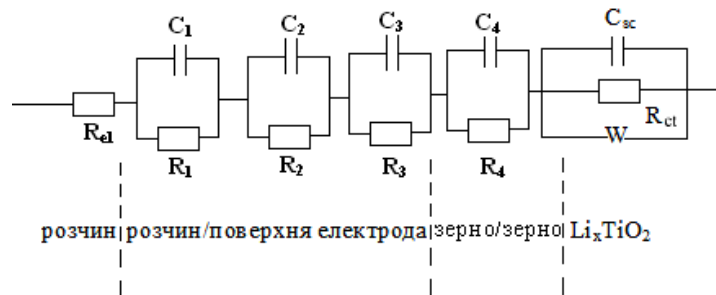 C₁ C₂ C₃ C₄ Cₛc
Rₑl R₁ R₂ R₃ R₄ Rct
W
розчин розчин/поверхня електрода зерно/зерно LiₓTiO₂